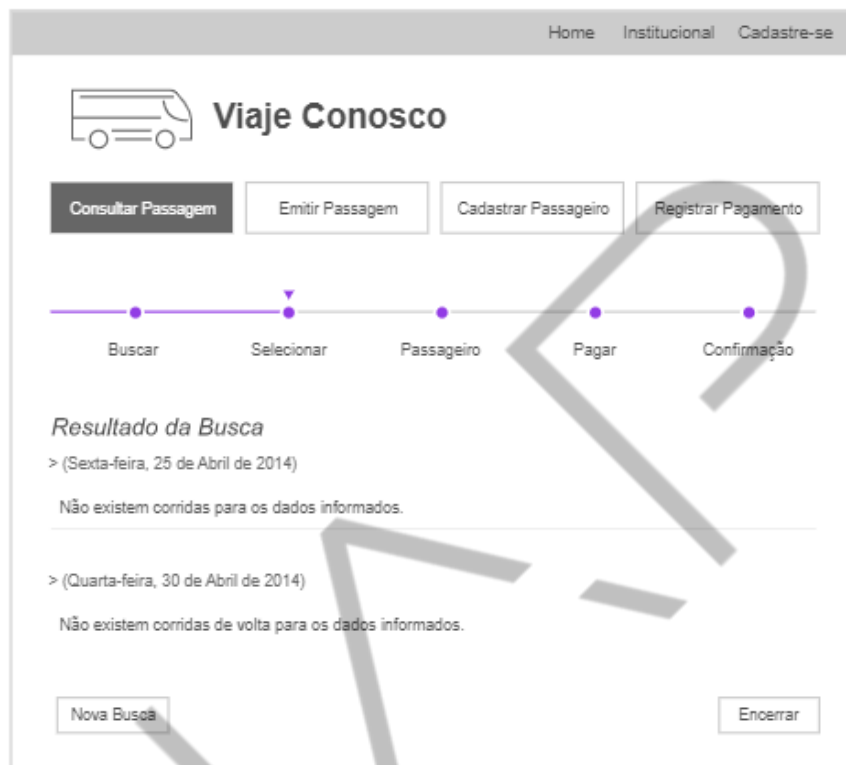 Home Institucional Cadastre-se
Viaje Conosco
Consultar Passagem Emitir Passagem Cadastrar Passageiro Registrar Pagamento
Buscar Selecionar Passageiro Pagar Confirmação
Resultado da Busca
> (Sexta-feira, 25 de Abril de 2014)
Não existem corridas para os dados informados.
> (Quarta-feira, 30 de Abril de 2014)
Não existem corridas de volta para os dados informados.
Nova Busca Encerrar